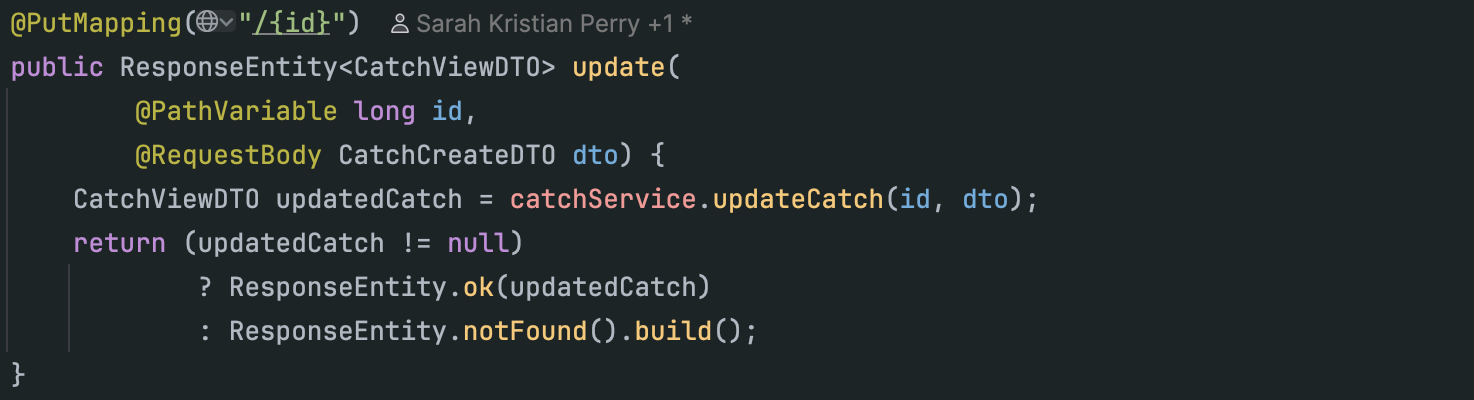 @PutMapping("/{id}") Sarah Kristian Perry +1 *
public ResponseEntity<CatchViewDTO> update(
        @PathVariable long id,
        @RequestBody CatchCreateDTO dto) {
    CatchViewDTO updatedCatch = catchService.updateCatch(id, dto);
    return (updatedCatch != null)
            ? ResponseEntity.ok(updatedCatch)
            : ResponseEntity.notFound().build();
}